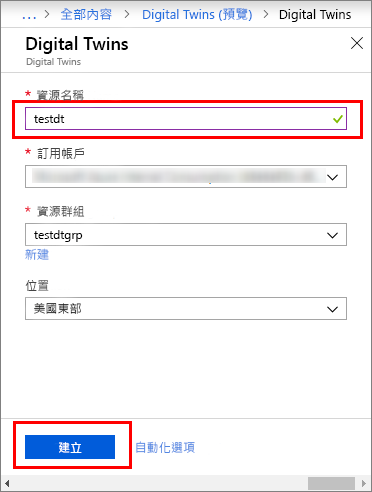 ... > 全部內容 > Digital Twins (預覽) > Digital Twins
Digital Twins
Digital Twins
* 資源名稱
testdt
* 訂用帳戶
* 資源群組
testdtgrp
新建
位置
美國東部
建立 自動化選項